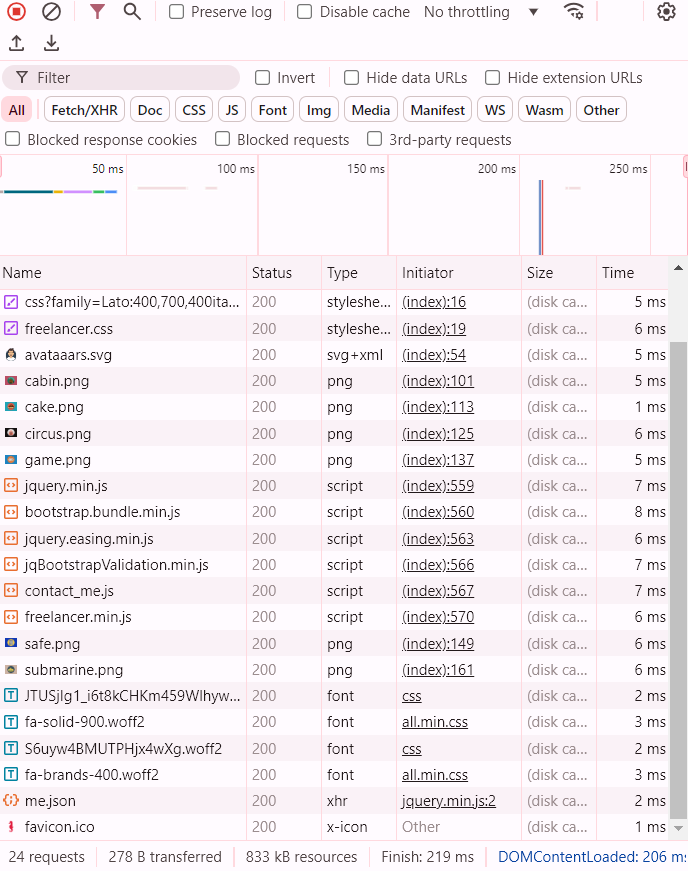 Preserve log Disable cache No throttling
Filter Invert Hide data URLs Hide extension URLs
All Fetch/XHR Doc CSS JS Font Img Media Manifest WS Wasm Other
Blocked response cookies Blocked requests 3rd-party requests
50 ms 100 ms 150 ms 200 ms 250 ms
Name Status Type Initiator Size Time
css?family=Lato:400,700,400ita... 200 styleshe... (index):16 (disk ca... 5 ms
freelancer.css 200 styleshe... (index):19 (disk ca... 6 ms
avataaars.svg 200 svg+xml (index):54 (disk ca... 5 ms
cabin.png 200 png (index):101 (disk ca... 5 ms
cake.png 200 png (index):113 (disk ca... 1 ms
circus.png 200 png (index):125 (disk ca... 6 ms
game.png 200 png (index):137 (disk ca... 5 ms
jquery.min.js 200 script (index):559 (disk ca... 7 ms
bootstrap.bundle.min.js 200 script (index):560 (disk ca... 8 ms
jquery.easing.min.js 200 script (index):563 (disk ca... 6 ms
jqBootstrapValidation.min.js 200 script (index):566 (disk ca... 7 ms
contact_me.js 200 script (index):567 (disk ca... 7 ms
freelancer.min.js 200 script (index):570 (disk ca... 6 ms
safe.png 200 png (index):149 (disk ca... 6 ms
submarine.png 200 png (index):161 (disk ca... 6 ms
JTUSjIg1_i6t8kCHKm459Wlhyw... 200 font css (disk ca... 2 ms
fa-solid-900.woff2 200 font all.min.css (disk ca... 3 ms
S6uyw4BMUTPHjx4wXg.woff2 200 font css (disk ca... 2 ms
fa-brands-400.woff2 200 font all.min.css (disk ca... 3 ms
me.json 200 xhr jquery.min.js:2 (disk ca... 2 ms
favicon.ico 200 x-icon Other (disk ca... 1 ms
24 requests 278 B transferred 833 kB resources Finish: 219 ms DOMContentLoaded: 206 ms